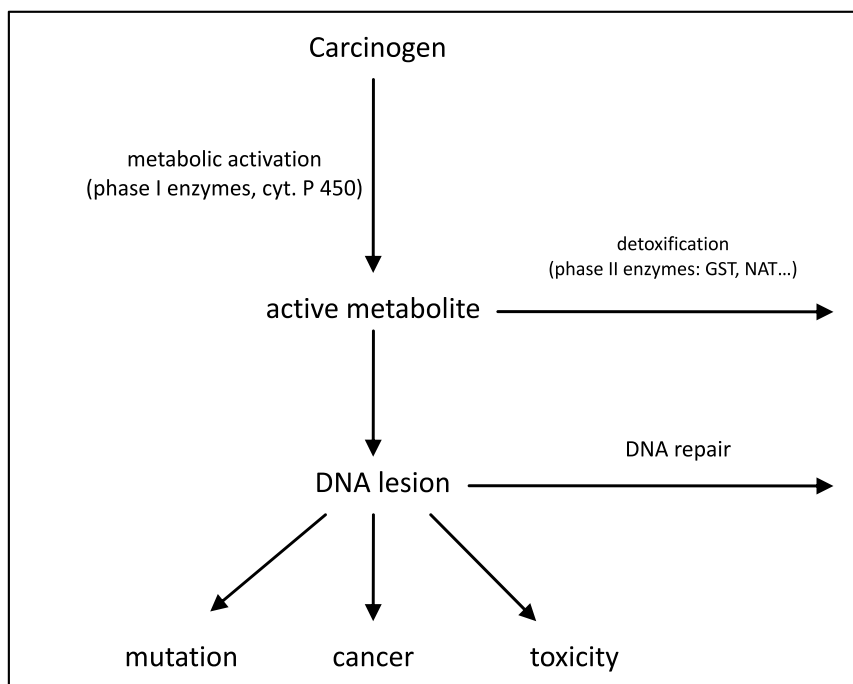 Carcinogen
metabolic activation
(phase I enzymes, cyt. P 450)
detoxification
(phase II enzymes: GST, NAT...)
active metabolite
DNA repair
DNA lesion
mutation
cancer
toxicity